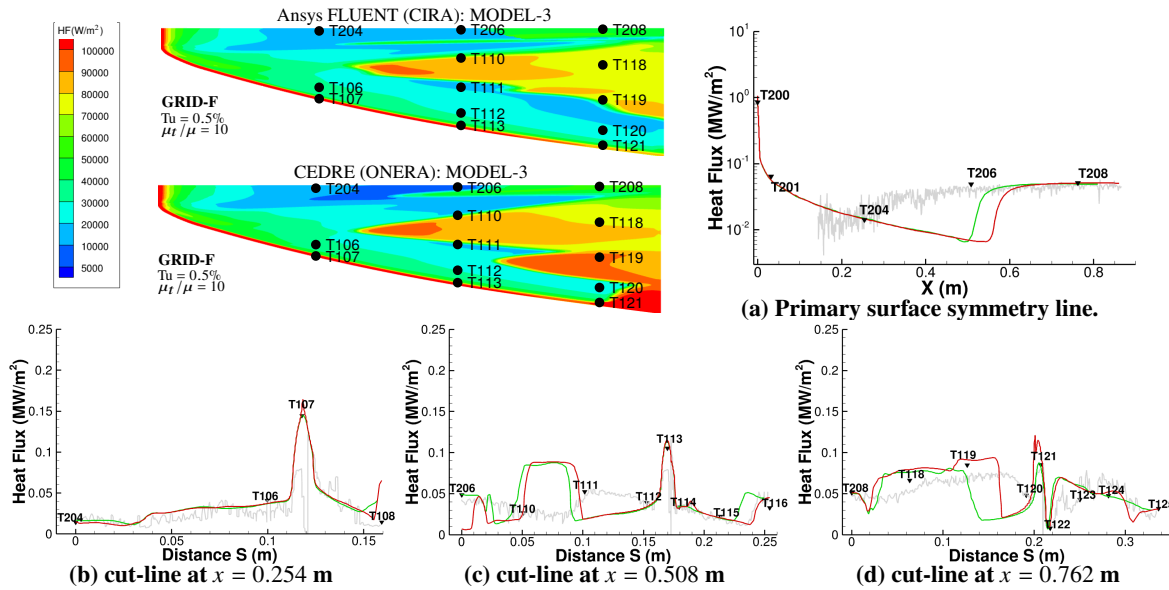 Ansys FLUENT (CIRA): MODEL-3
HF(W/m²)
100000
90000
80000
70000
60000
50000
40000
30000
20000
10000
5000
T204
T206
T208
T110
T118
T106
T111
T107
T119
T112
T113
T120
T121
GRID-F
Tu = 0.5%
μt/μ = 10
CEDRE (ONERA): MODEL-3
T204
T206
T208
T110
T118
T106
T111
T107
T119
T112
T113
T120
T121
GRID-F
Tu = 0.5%
μt/μ = 10
Heat Flux (MW/m²)
10¹
10⁰
10⁻¹
10⁻²
T200
T201
T204
T206
T208
0 0.2 0.4 0.6 0.8
X (m)
(a) Primary surface symmetry line.
Heat Flux (MW/m²)
0.25
0.2
0.15
0.1
0.05
0
T204
T106
T107
T108
0 0.05 0.1 0.15
Distance S (m)
(b) cut-line at x = 0.254 m
Heat Flux (MW/m²)
0.25
0.2
0.15
0.1
0.05
0
T206
T110
T111
T112
T113
T114
T115
T116
0 0.05 0.1 0.15 0.2 0.25
Distance S (m)
(c) cut-line at x = 0.508 m
Heat Flux (MW/m²)
0.25
0.2
0.15
0.1
0.05
0
T208
T118
T119
T120
T121
T122
T123
T124
0 0.1 0.2 0.3
Distance S (m)
(d) cut-line at x = 0.762 m